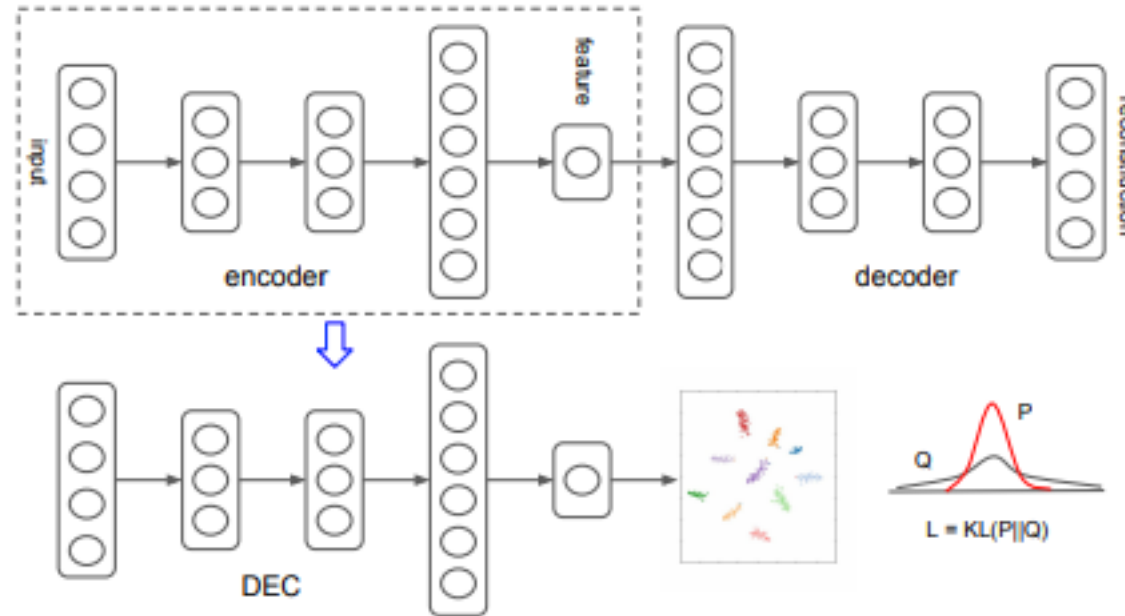 input
feature
encoder
decoder
DEC
P
Q
L = KL(P||Q)